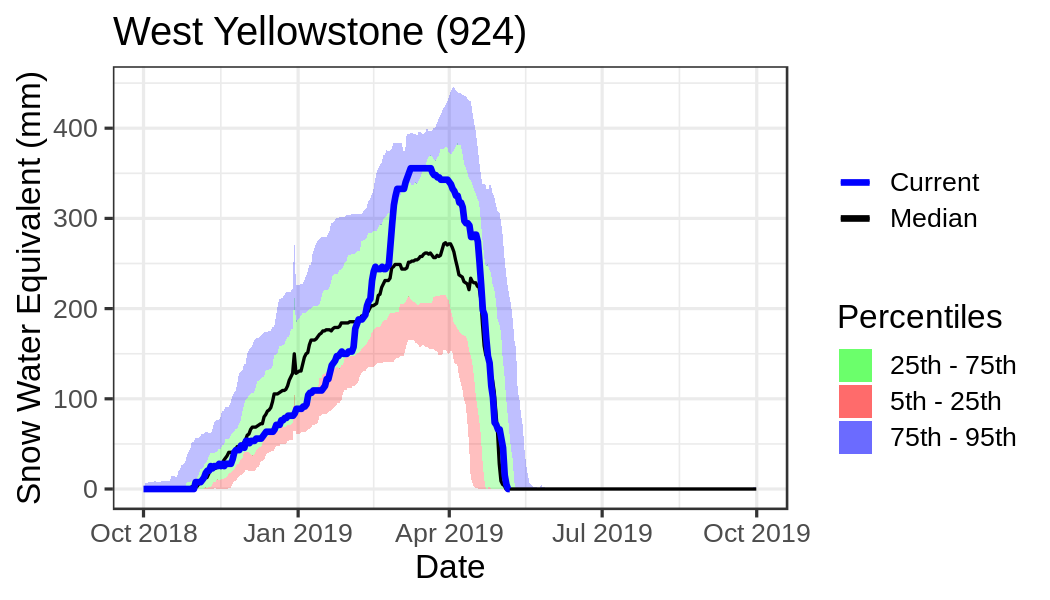 West Yellowstone (924)
Snow Water Equivalent (mm)
400
300
200
100
0
Oct 2018
Jan 2019
Apr 2019
Jul 2019
Oct 2019
Date
Current
Median
Percentiles
25th - 75th
5th - 25th
75th - 95th